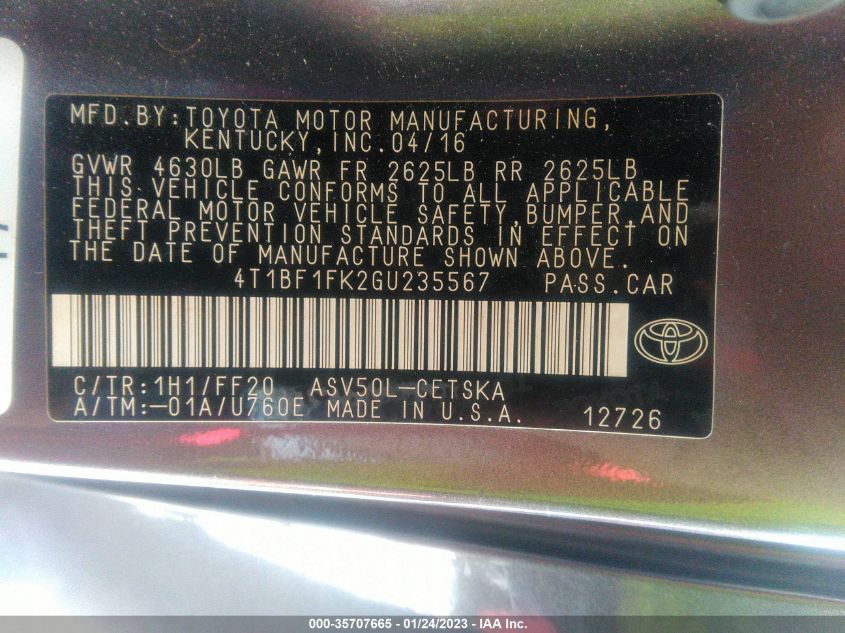 MFD.BY:TOYOTA MOTOR MANUFACTURING,
KENTUCKY,INC.04/16
GVWR 4630LB GAWR FR 2625LB RR 2625LB
THIS VEHICLE CONFORMS TO ALL APPLICABLE
FEDERAL MOTOR VEHICLE SAFETY,BUMPER,AND
THEFT PREVENTION STANDARDS IN EFFECT ON
THE DATE OF MANUFACTURE SHOWN ABOVE.
4T1BF1FK2GU235567 PASS.CAR
C/TR:1H1/FF20 ASV50L-CETSKA
A/TM:-01A/U760E MADE IN U.S.A. 12726
000-35707665 - 01/24/2023 - IAA Inc.